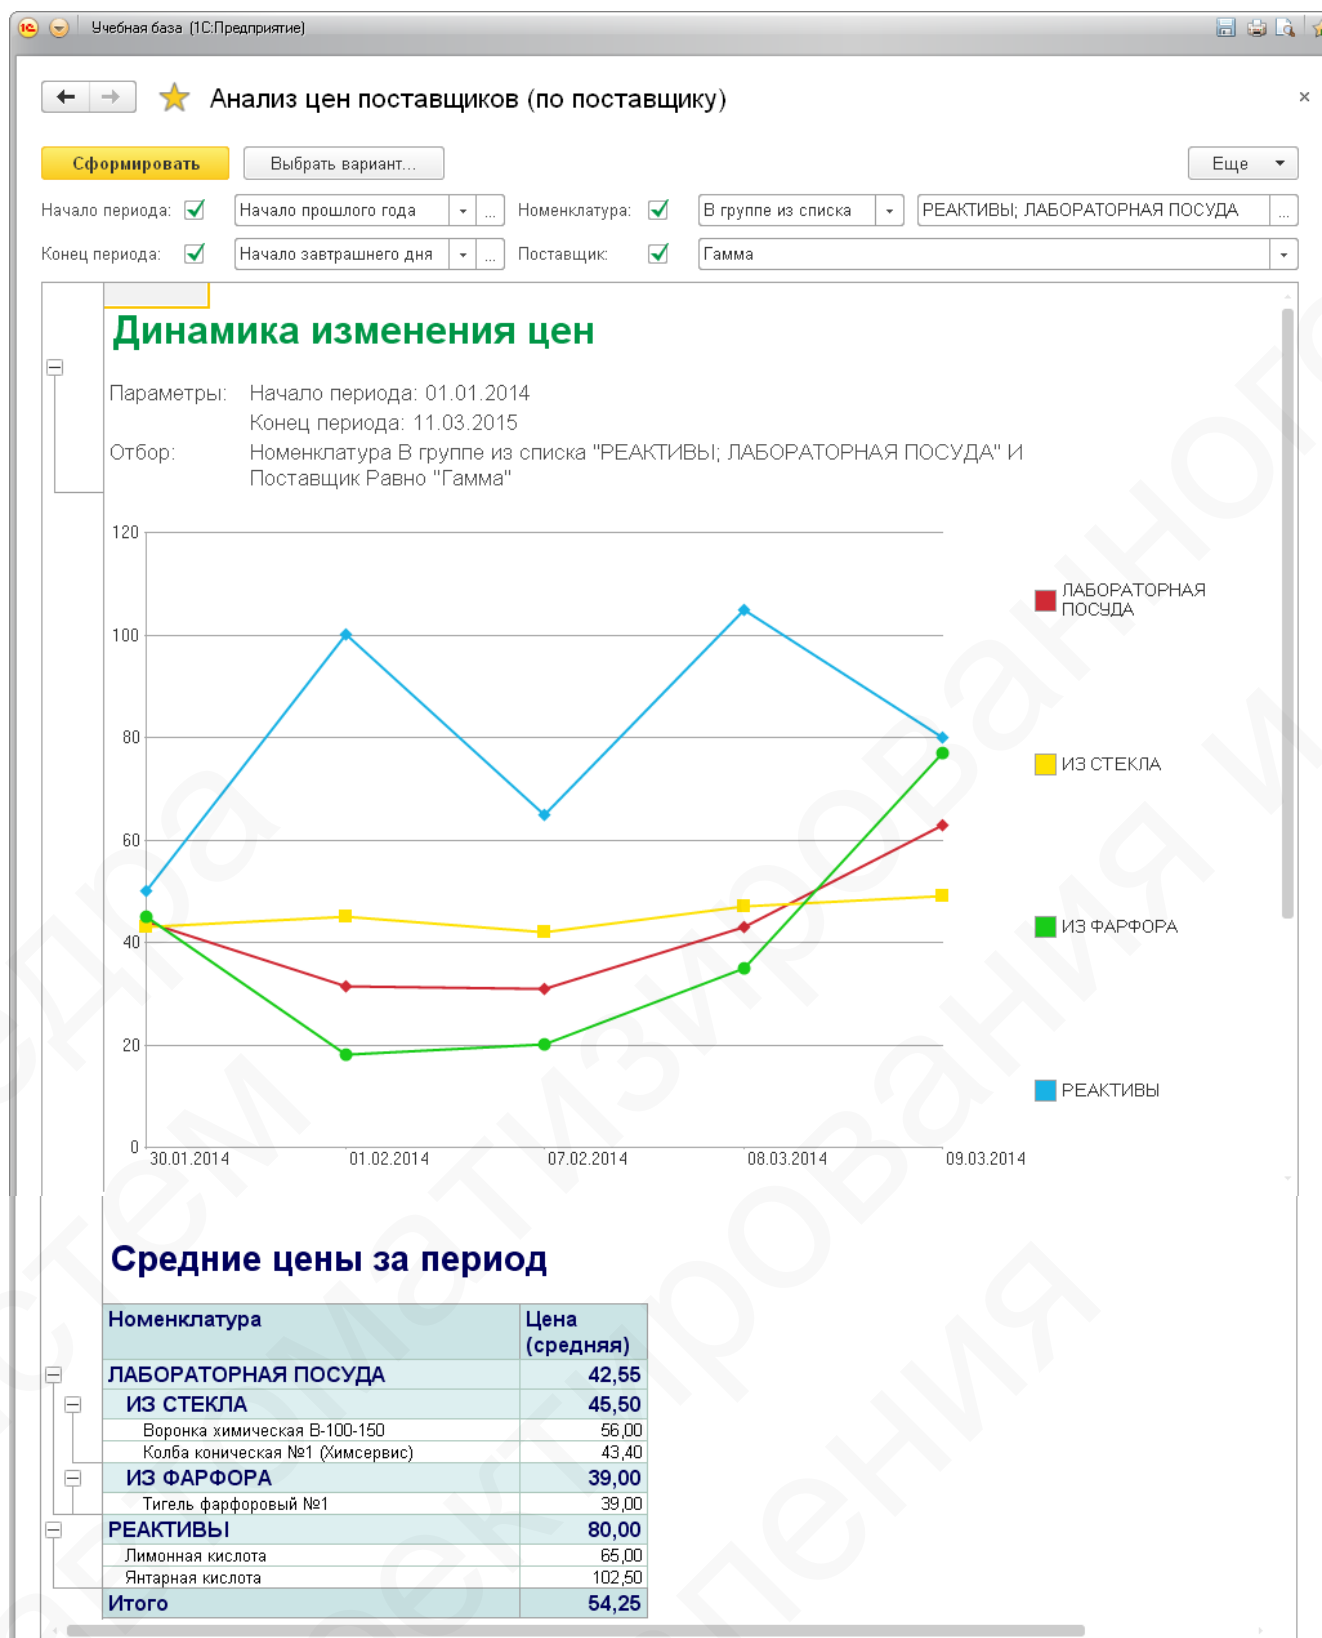 Учебная база (1С:Предприятие)
Анализ цен поставщиков (по поставщику)
Сформировать
Выбрать вариант...
Еще
Начало периода:
Начало прошлого года
...
Номенклатура:
В группе из списка
РЕАКТИВЫ; ЛАБОРАТОРНАЯ ПОСУДА
...
Конец периода:
Начало завтрашнего дня
...
Поставщик:
Гамма
Динамика изменения цен
Параметры: Начало периода: 01.01.2014
Конец периода: 11.03.2015
Отбор: Номенклатура В группе из списка "РЕАКТИВЫ; ЛАБОРАТОРНАЯ ПОСУДА" И
Поставщик Равно "Гамма"
120
100
80
60
40
20
0
30.01.2014 01.02.2014 07.02.2014 08.03.2014 09.03.2014
ЛАБОРАТОРНАЯ
ПОСУДА
ИЗ СТЕКЛА
ИЗ ФАРФОРА
РЕАКТИВЫ
Средние цены за период
Номенклатура Цена
(средняя)
ЛАБОРАТОРНАЯ ПОСУДА 42,55
ИЗ СТЕКЛА 45,50
Воронка химическая В-100-150 56,00
Колба коническая №1 (Химсервис) 43,40
ИЗ ФАРФОРА 39,00
Тигель фарфоровый №1 39,00
РЕАКТИВЫ 80,00
Лимонная кислота 65,00
Янтарная кислота 102,50
Итого 54,25